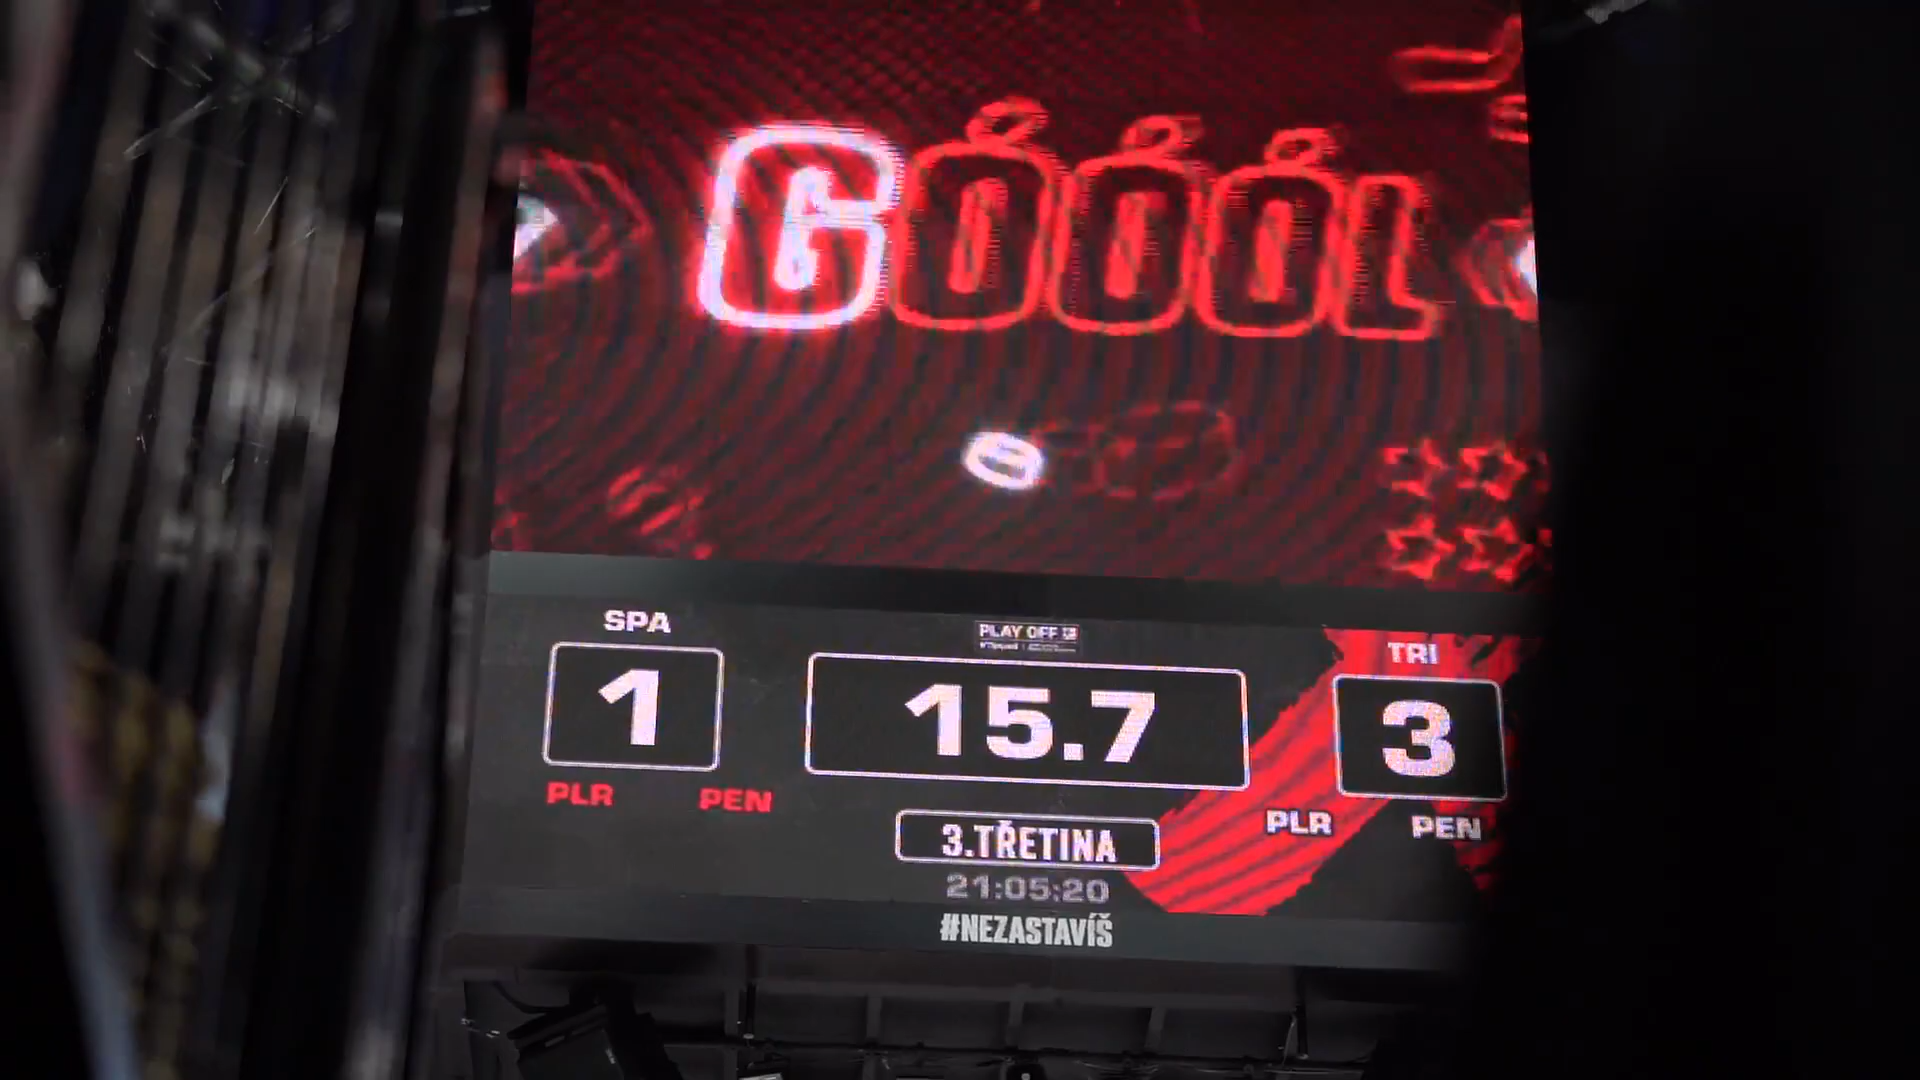 GÓÓÓL
SPA
PLAY OFF
TRI
1
15.7
3
PLR PEN
PLR PEN
3.TŘETINA
21:05:20
#NEZASTAVÍŠ